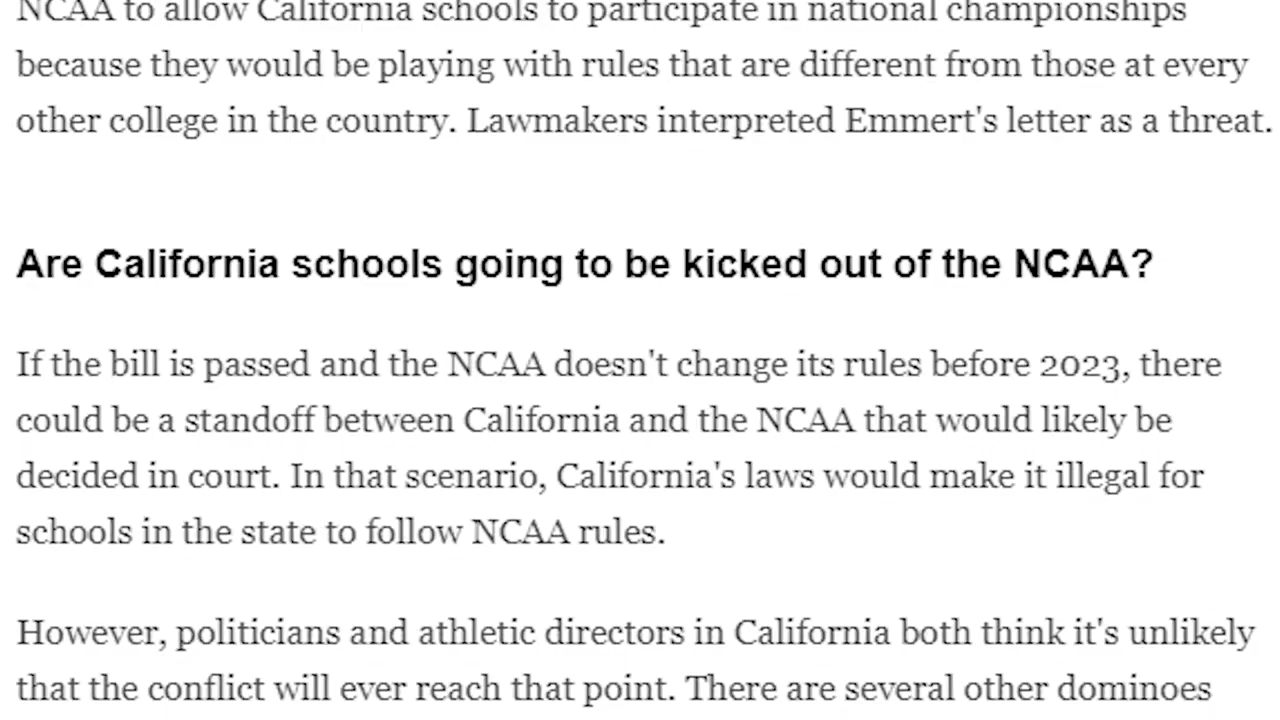 NCAA to allow California schools to participate in national championships
because they would be playing with rules that are different from those at every
other college in the country. Lawmakers interpreted Emmert's letter as a threat.
Are California schools going to be kicked out of the NCAA?
If the bill is passed and the NCAA doesn't change its rules before 2023, there
could be a standoff between California and the NCAA that would likely be
decided in court. In that scenario, California's laws would make it illegal for
schools in the state to follow NCAA rules.
However, politicians and athletic directors in California both think it's unlikely
that the conflict will ever reach that point. There are several other dominoes